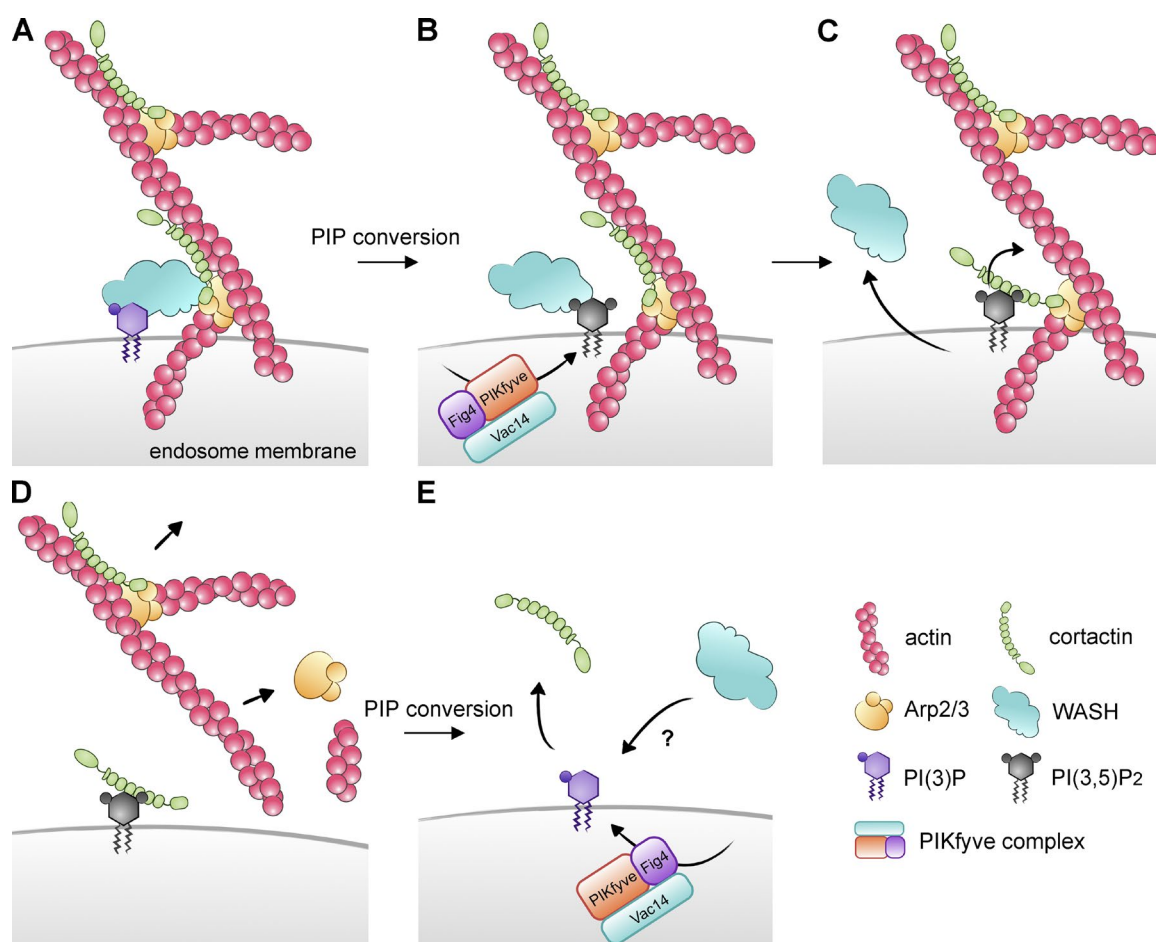 A
B
C
PIP conversion
PIKfyve
Fig4
Vac14
endosome membrane
D
E
PIP conversion
?
Fig4
PIKfyve
Vac14
actin
cortactin
Arp2/3
WASH
PI(3)P
PI(3,5)P2
PIKfyve complex